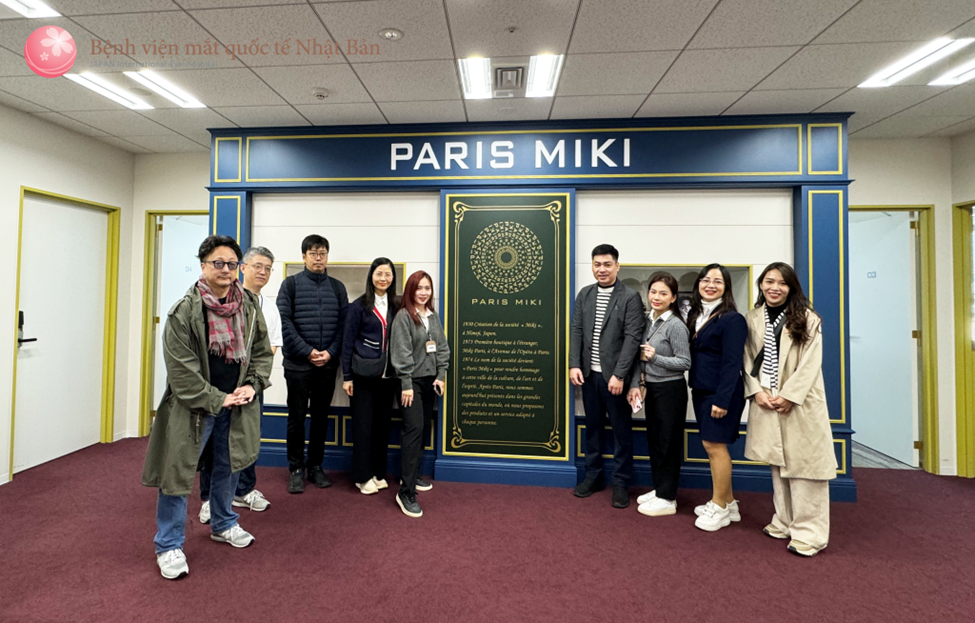 Bệnh viện mắt quốc tế Nhật Bản
PARIS MIKI
PARIS MIKI
1930 Création de la société « Miki »,
à Himeji, Japon.
1973 Première boutique à l'étranger,
Miki Paris, à l'Avenue de l'Opéra à Paris.
1974 Le nom de la société devient
« Paris Miki » pour rendre hommage
à cette ville de la culture, de l'art et de
l'esprit. Après Paris, nous sommes
aujourd'hui présents dans les grandes
capitales du monde, où nous proposons
des produits et un service adapté à
chaque personne.